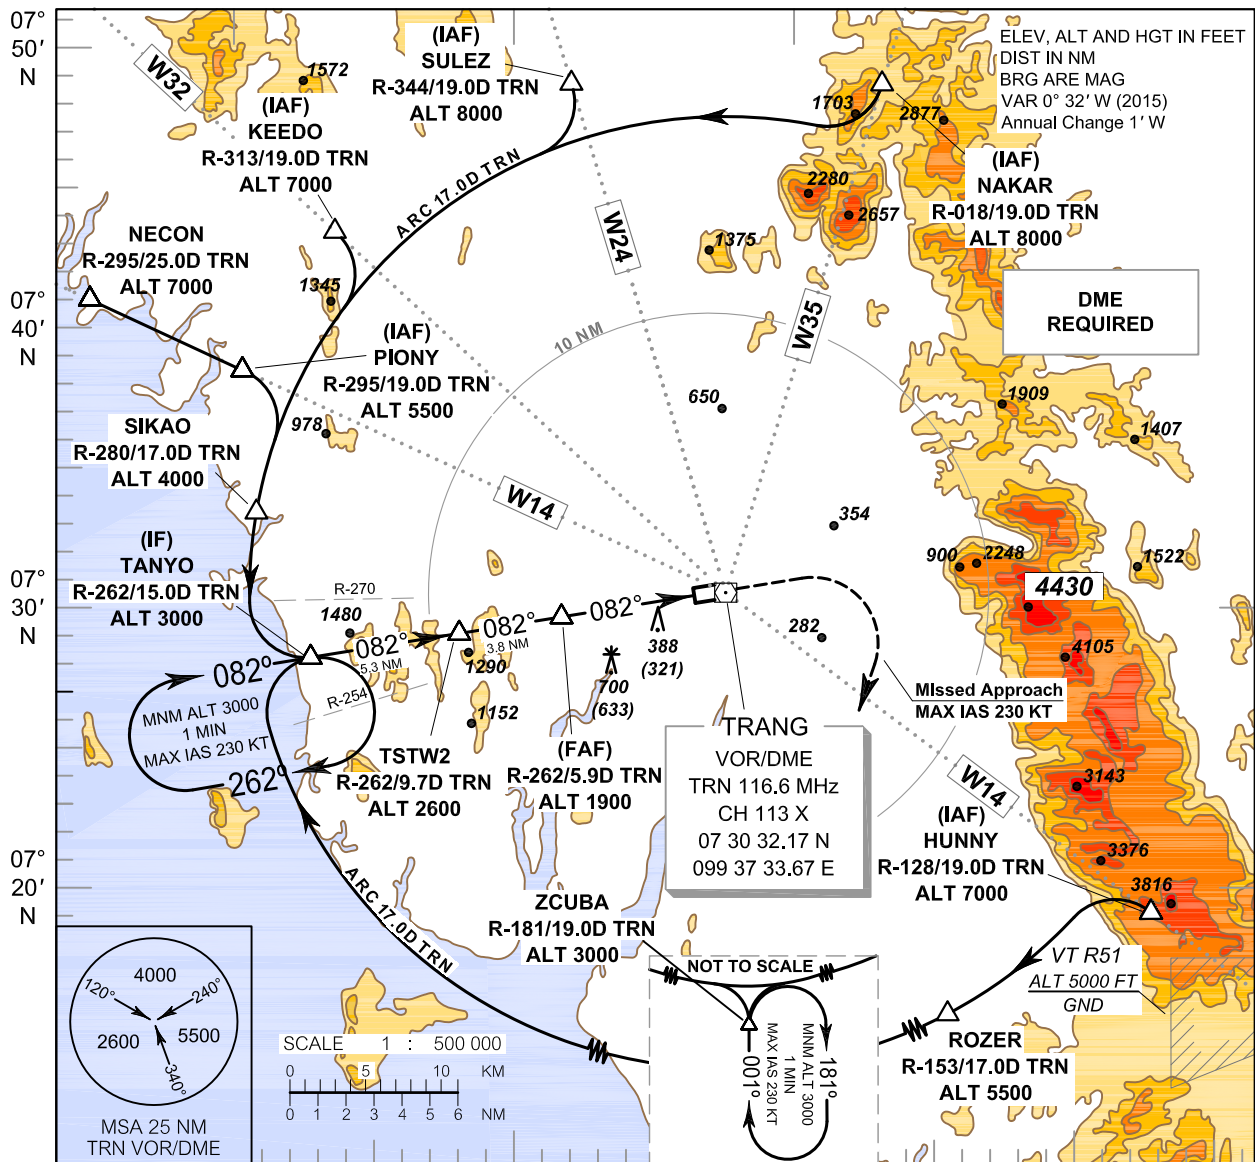 07°
50′
N
07°
40′
N
07°
30′
N
07°
20′
N
ELEV, ALT AND HGT IN FEET
DIST IN NM
BRG ARE MAG
VAR 0° 32′ W (2015)
Annual Change 1′ W
(IAF)
SULEZ
R-344/19.0D TRN
ALT 8000
W32
1572
(IAF)
KEEDO
R-313/19.0D TRN
ALT 7000
1703
2877
(IAF)
NAKAR
R-018/19.0D TRN
ALT 8000
2280
2657
1375
ARC 17.0D TRN
W24
W35
NECON
R-295/25.0D TRN
ALT 7000
1345
DME
REQUIRED
(IAF)
PIONY
R-295/19.0D TRN
ALT 5500
10 NM
650
1909
1407
978
SIKAO
R-280/17.0D TRN
ALT 4000
W14
354
900
2248
1522
4430
(IF)
TANYO
R-262/15.0D TRN
ALT 3000
R-270
1480
082°
5.3 NM
082°
3.8 NM
082°
1290
388
(321)
282
4105
R-254
1152
700
(633)
082°
MNM ALT 3000
1 MIN
MAX IAS 230 KT
262°
MIssed Approach
MAX IAS 230 KT
TSTW2
R-262/9.7D TRN
ALT 2600
(FAF)
R-262/5.9D TRN
ALT 1900
TRANG
VOR/DME
TRN 116.6 MHz
CH 113 X
07 30 32.17 N
099 37 33.67 E
W14
3143
(IAF)
HUNNY
R-128/19.0D TRN
ALT 7000
3376
3816
ARC 17.0D TRN
ZCUBA
R-181/19.0D TRN
ALT 3000
NOT TO SCALE
001°
MAX IAS 230 KT
1 MIN
MNM ALT 3000
181°
VT R51
ALT 5000 FT
GND
ROZER
R-153/17.0D TRN
ALT 5500
4000
120°
240°
2600
5500
340°
MSA 25 NM
TRN VOR/DME
SCALE 1 : 500 000
0 5 10 KM
0 1 2 3 4 5 6 NM